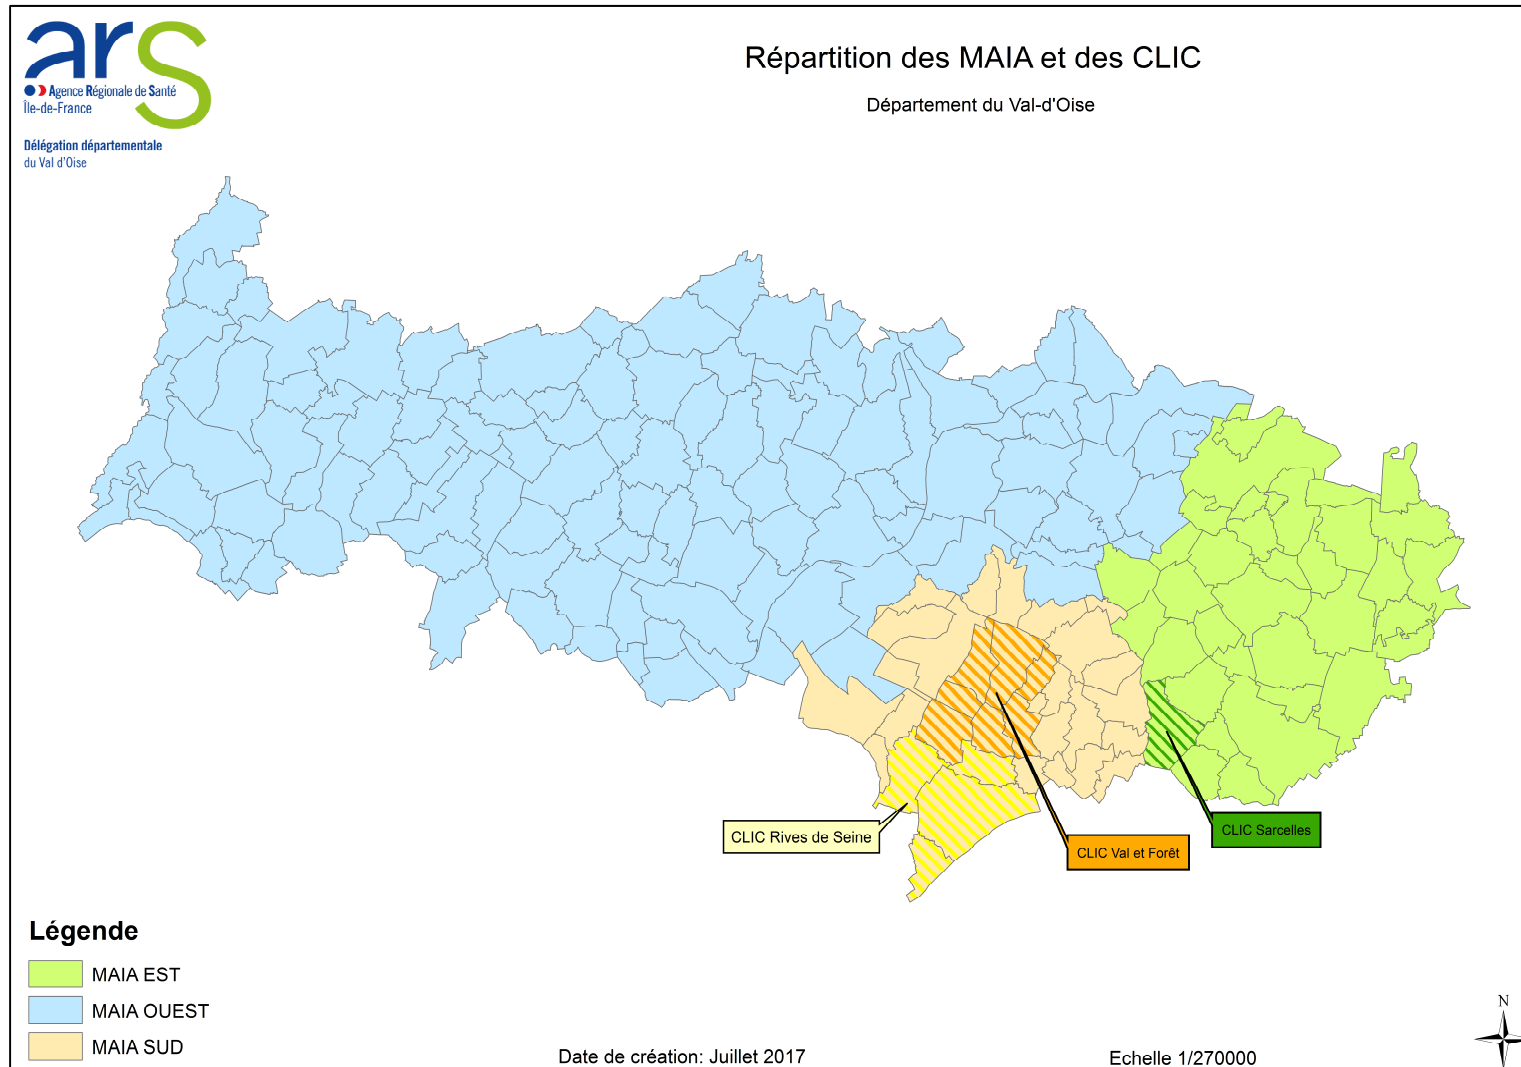 ars
Agence Régionale de Santé
Île-de-France
Délégation départementale
du Val d'Oise
Répartition des MAIA et des CLIC
Département du Val-d'Oise
CLIC Rives de Seine
CLIC Val et Forêt
CLIC Sarcelles
Légende
MAIA EST
MAIA OUEST
MAIA SUD
Date de création: Juillet 2017
Echelle 1/270000
N